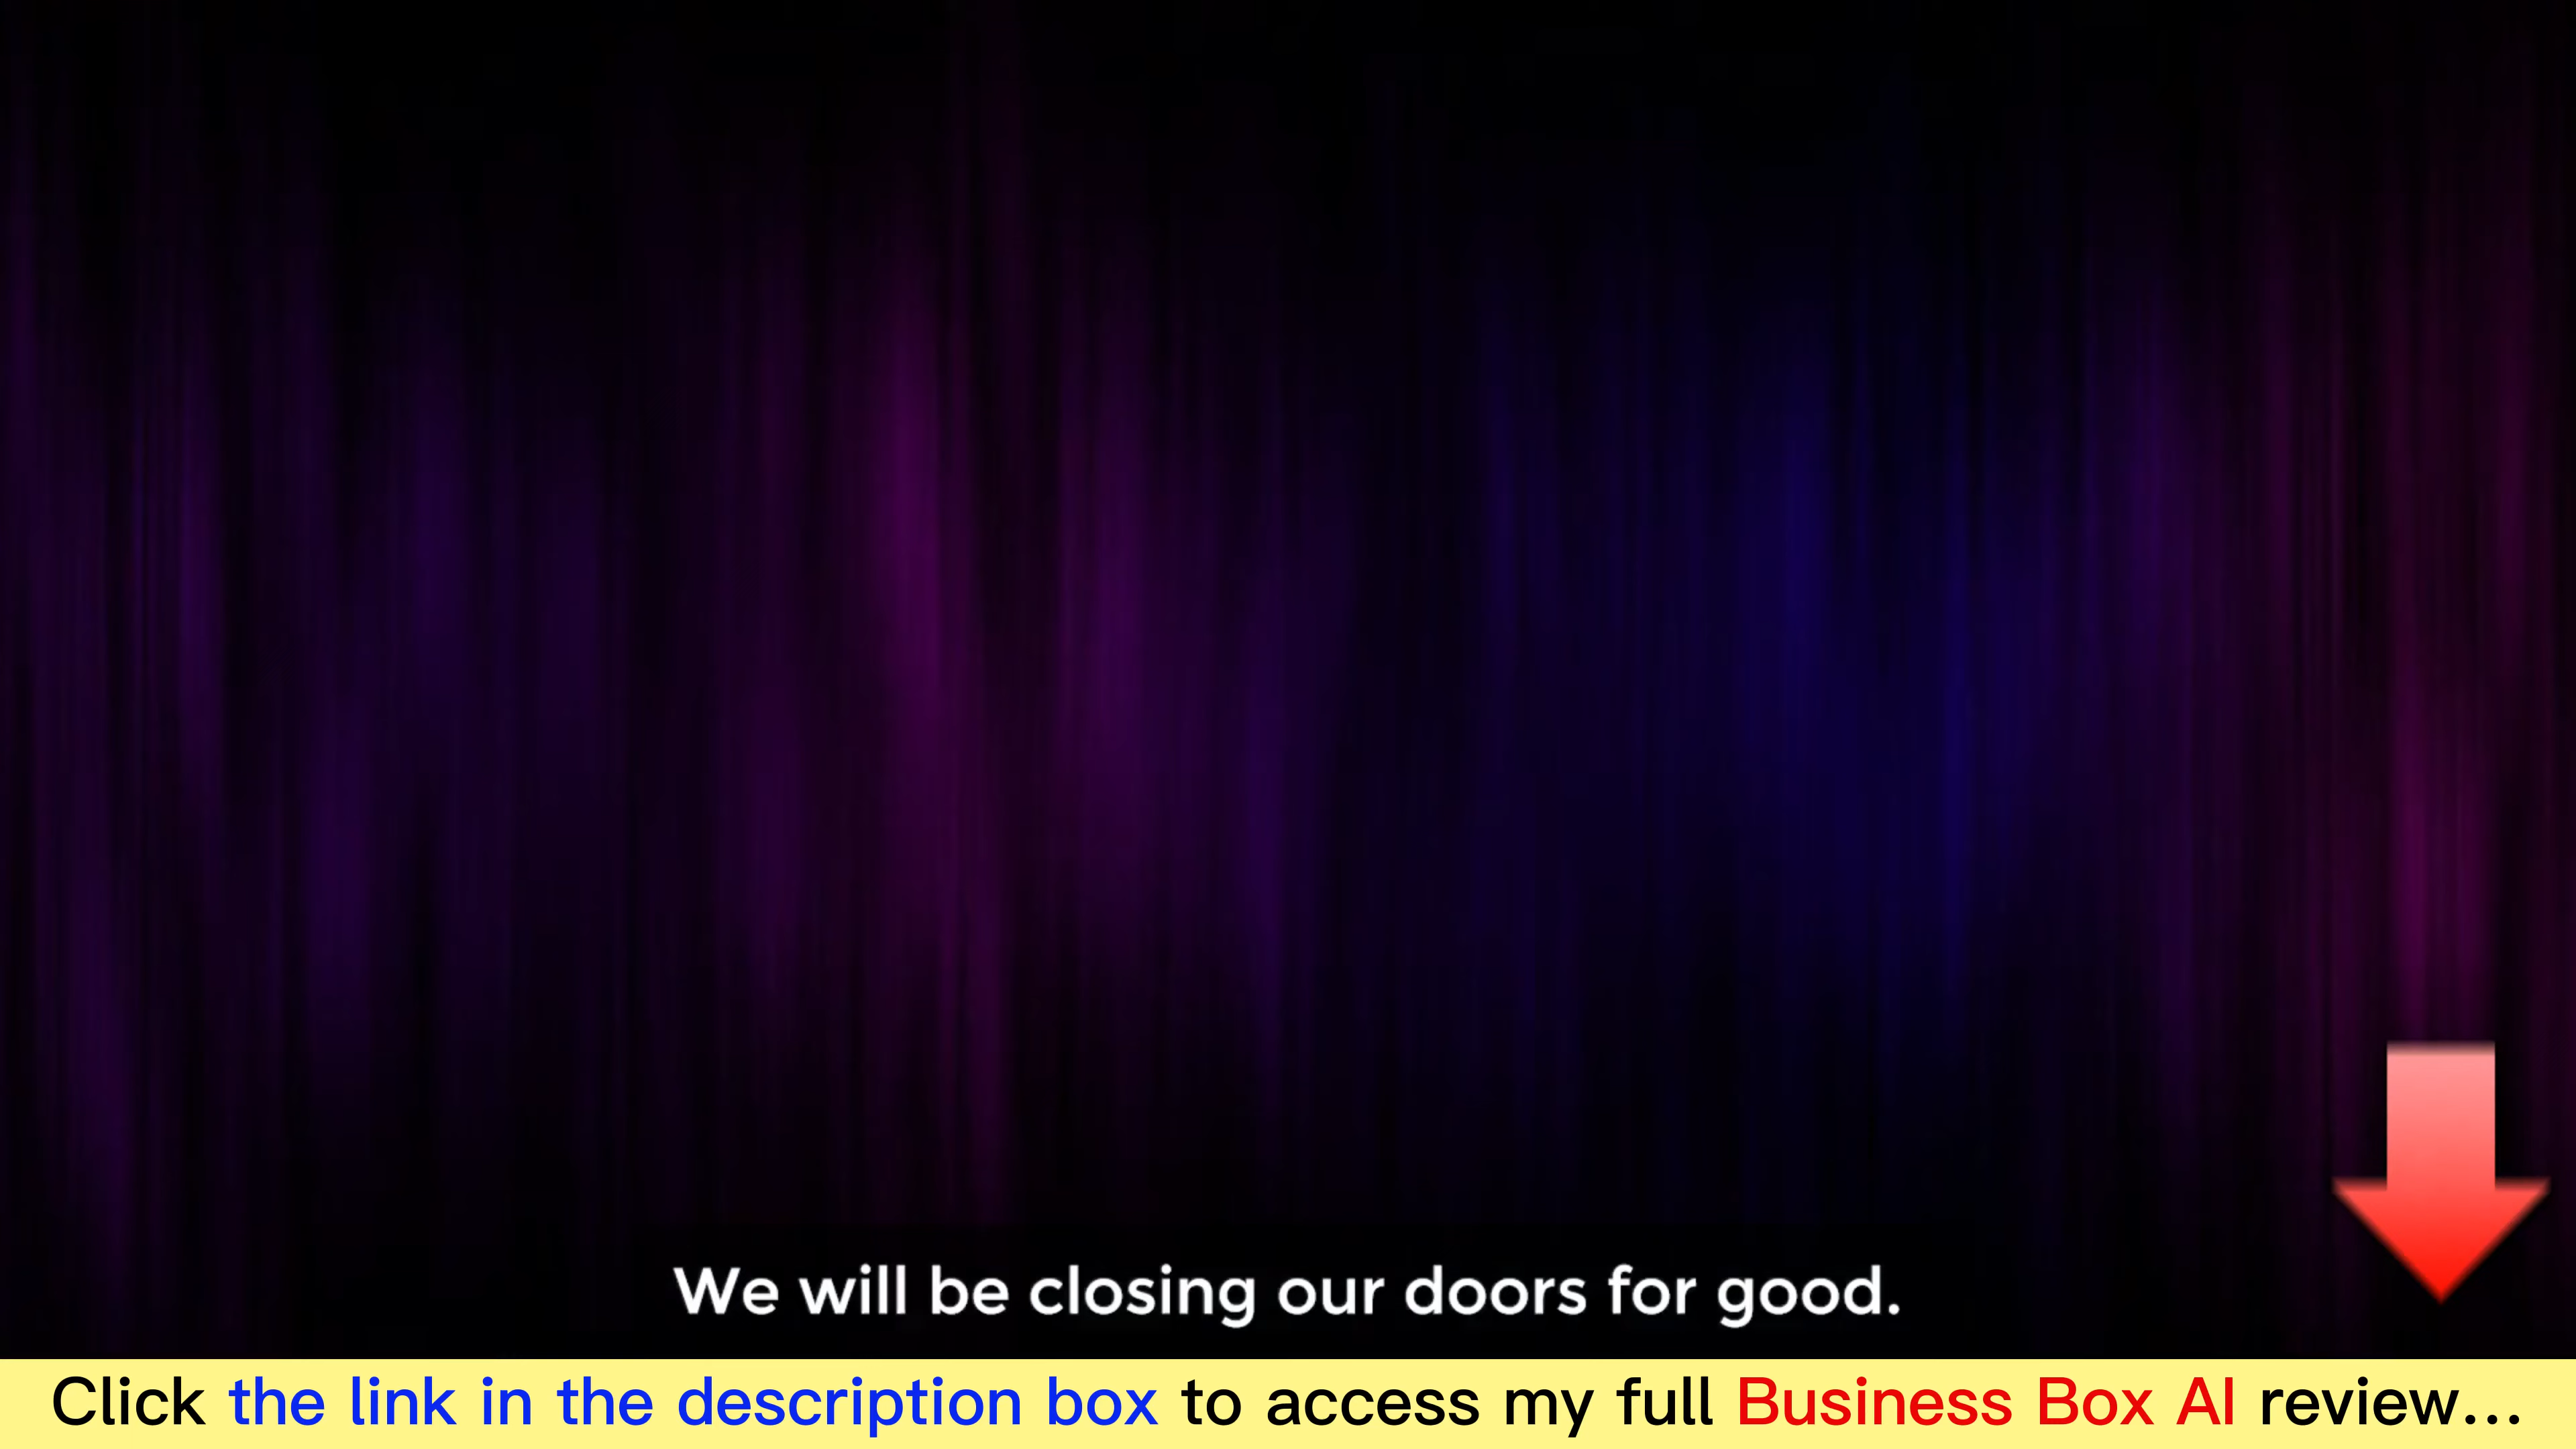 We will be closing our doors for good.
Click the link in the description box to access my full Business Box AI review...